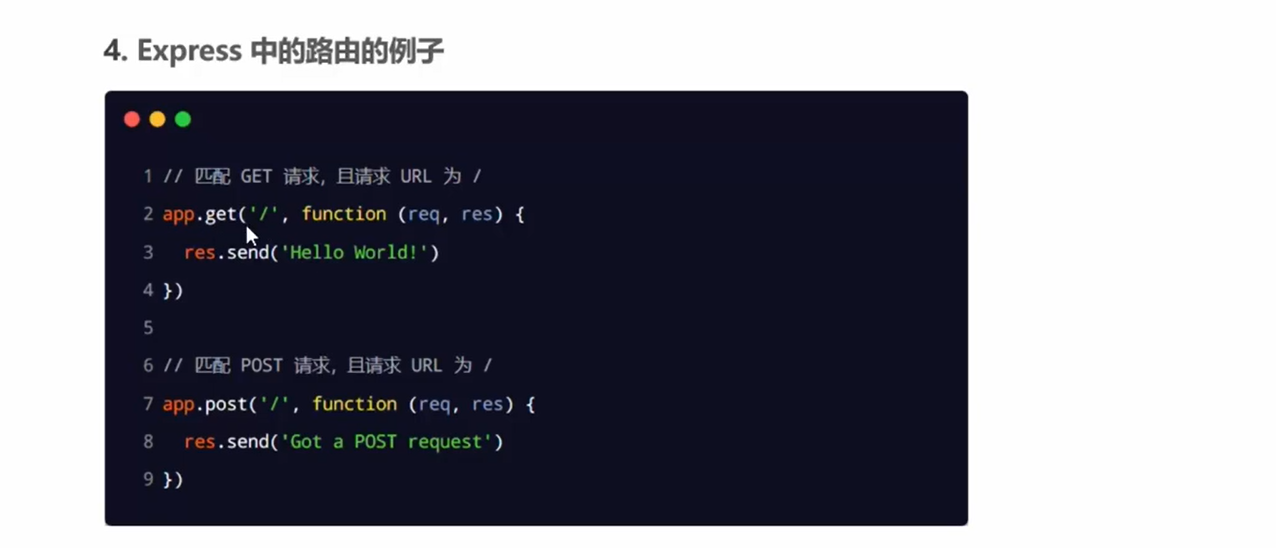 4. Express 中的路由的例子
1 // 匹配 GET 请求, 且请求 URL 为 /
2 app.get('/', function (req, res) {
3   res.send('Hello World!')
4 })
5
6 // 匹配 POST 请求, 且请求 URL 为 /
7 app.post('/', function (req, res) {
8   res.send('Got a POST request')
9 })